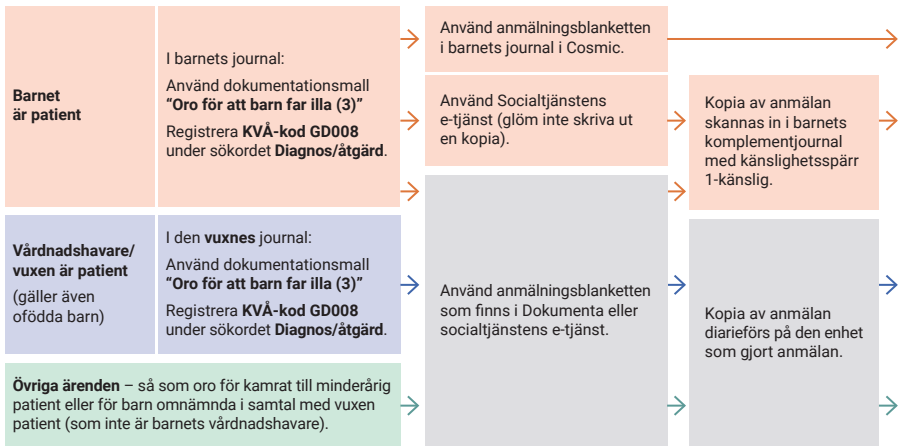 Barnet
är patient
I barnets journal:
Använd dokumentationsmall
“Oro för att barn far illa (3)”
Registrera KVÅ-kod GD008
under sökordet Diagnos/åtgärd.
Använd anmälningsblanketten
i barnets journal i Cosmic.
Använd Socialtjänstens
e-tjänst (glöm inte skriva ut
en kopia).
Kopia av anmälan
skannas in i barnets
komplementjournal
med känslighetsspärr
1-känslig.
Vårdnadshavare/
vuxen är patient
(gäller även
ofödda barn)
I den vuxnes journal:
Använd dokumentationsmall
“Oro för att barn far illa (3)”
Registrera KVÅ-kod GD008
under sökordet Diagnos/åtgärd.
Använd anmälningsblanketten
som finns i Dokumenta eller
socialtjänstens e-tjänst.
Kopia av anmälan
diarieförs på den enhet
som gjort anmälan.
Övriga ärenden – så som oro för kamrat till minderårig
patient eller för barn omnämnda i samtal med vuxen
patient (som inte är barnets vårdnadshavare).